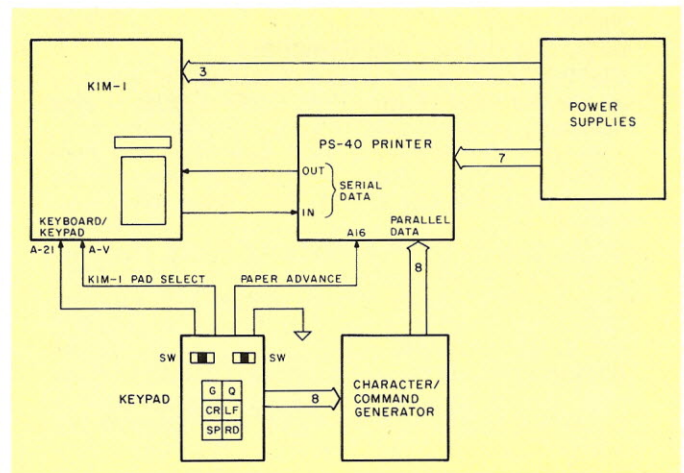 KIM-1
3
POWER
SUPPLIES
PS-40 PRINTER
7
OUT
SERIAL
DATA
IN
A16
PARALLEL
DATA
KEYBOARD/
KEYPAD
A-21
A-V
8
KIM-1 PAD SELECT
PAPER ADVANCE
SW
SW
KEYPAD
G Q
CR LF
SP RD
8
CHARACTER/
COMMAND
GENERATOR